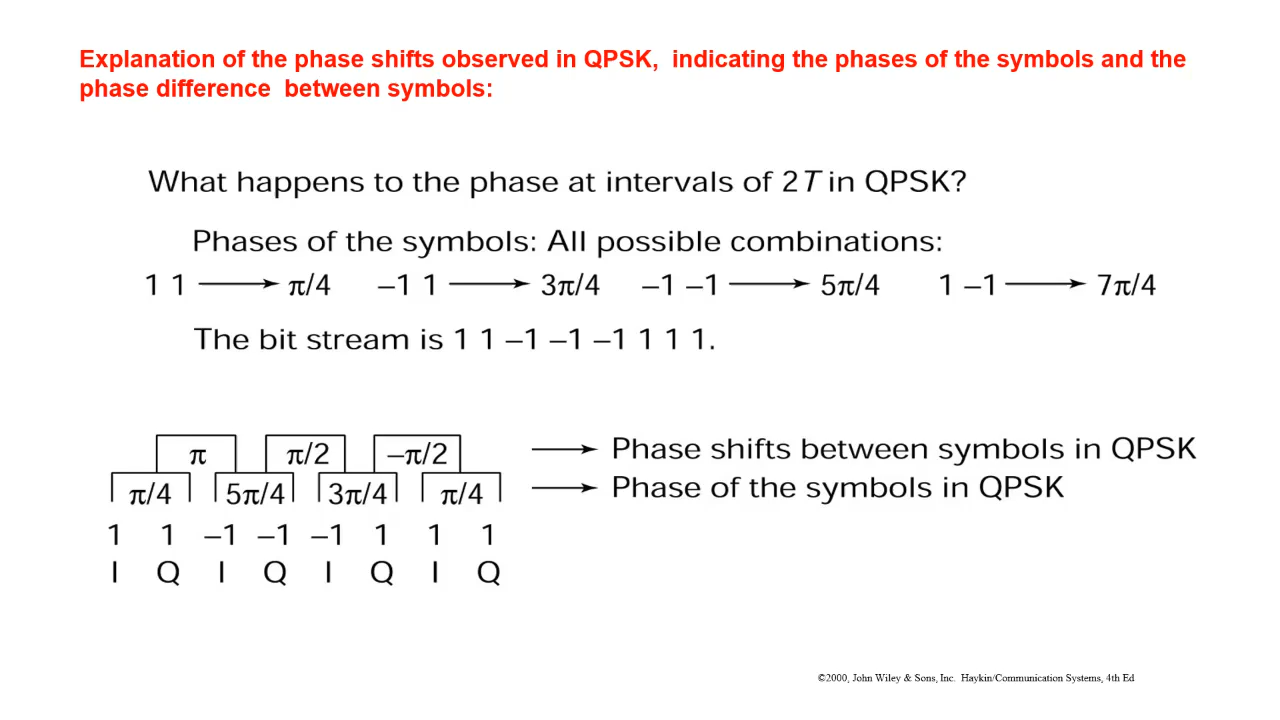 Explanation of the phase shifts observed in QPSK,  indicating the phases of the symbols and the
phase difference  between symbols:
What happens to the phase at intervals of 2T in QPSK?
Phases of the symbols: All possible combinations:
1 1 ⟶ π/4 –1 1 ⟶ 3π/4 –1 –1 ⟶ 5π/4 1 –1 ⟶ 7π/4
The bit stream is 1 1 –1 –1 –1 1 1 1.
π π/2 –π/2 ⟶ Phase shifts between symbols in QPSK
π/4 5π/4 3π/4 π/4 ⟶ Phase of the symbols in QPSK
1 1 –1 –1 –1 1 1 1
I Q I Q I Q I Q
©2000, John Wiley & Sons, Inc.  Haykin/Communication Systems, 4th Ed